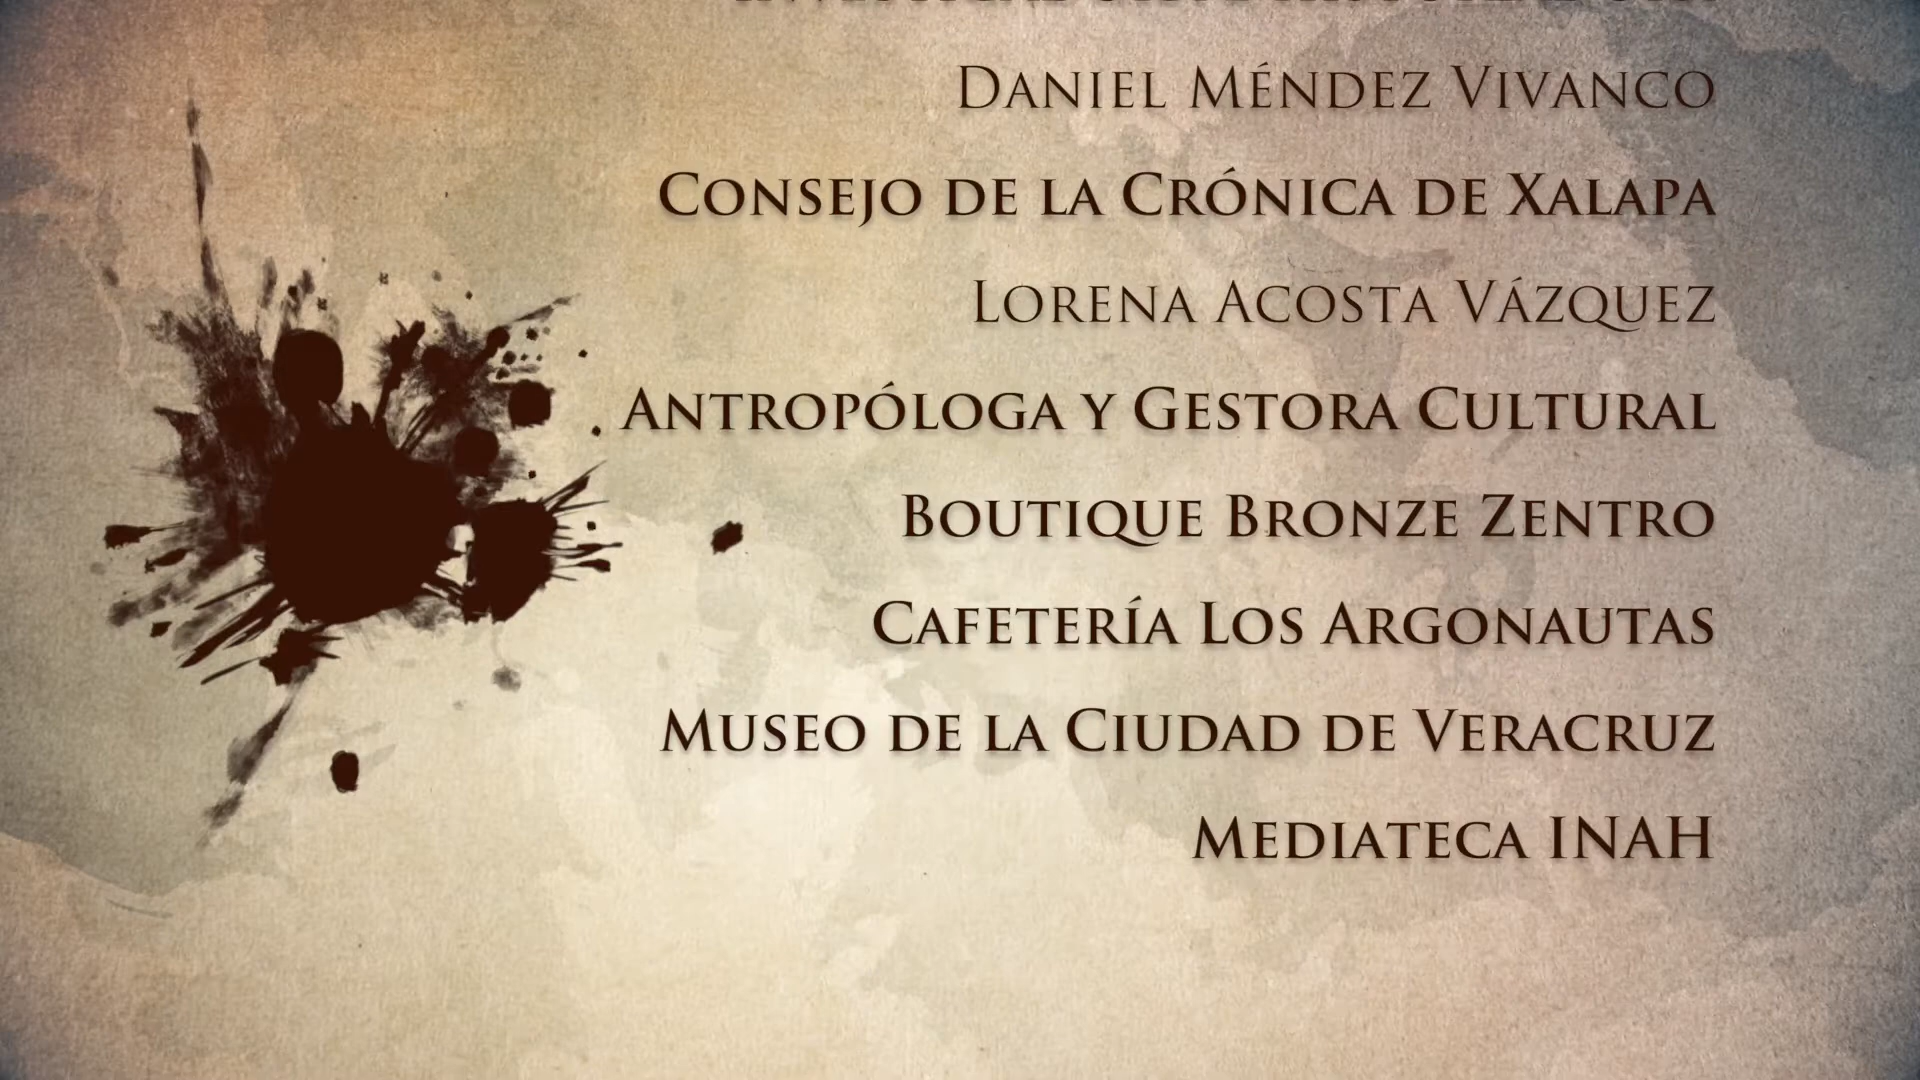 Daniel Méndez Vivanco
Consejo de la Crónica de Xalapa
Lorena Acosta Vázquez
Antropóloga y Gestora Cultural
Boutique Bronze Zentro
Cafetería Los Argonautas
Museo de la Ciudad de Veracruz
Mediateca INAH